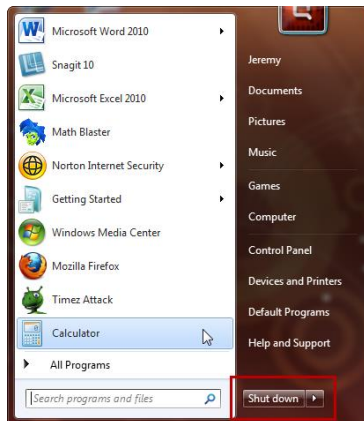 Microsoft Word 2010
Snagit 10
Microsoft Excel 2010
Math Blaster
Norton Internet Security
Getting Started
Windows Media Center
Mozilla Firefox
Timez Attack
Calculator
All Programs
Search programs and files
Jeremy
Documents
Pictures
Music
Games
Computer
Control Panel
Devices and Printers
Default Programs
Help and Support
Shut down